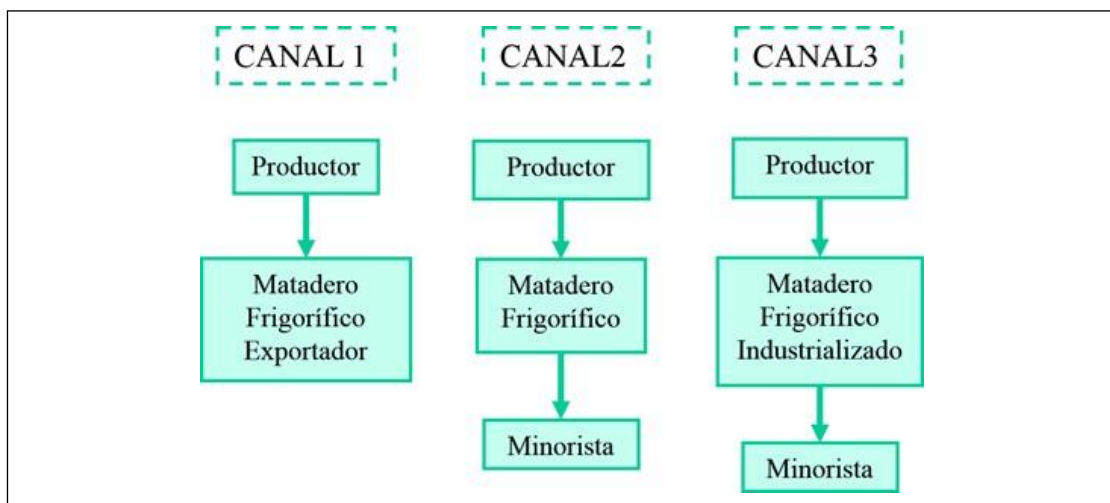 CANAL 1
Productor
Matadero
Frigorífico
Exportador
CANAL2
Productor
Matadero
Frigorífico
Minorista
CANAL3
Productor
Matadero
Frigorífico
Industrializado
Minorista